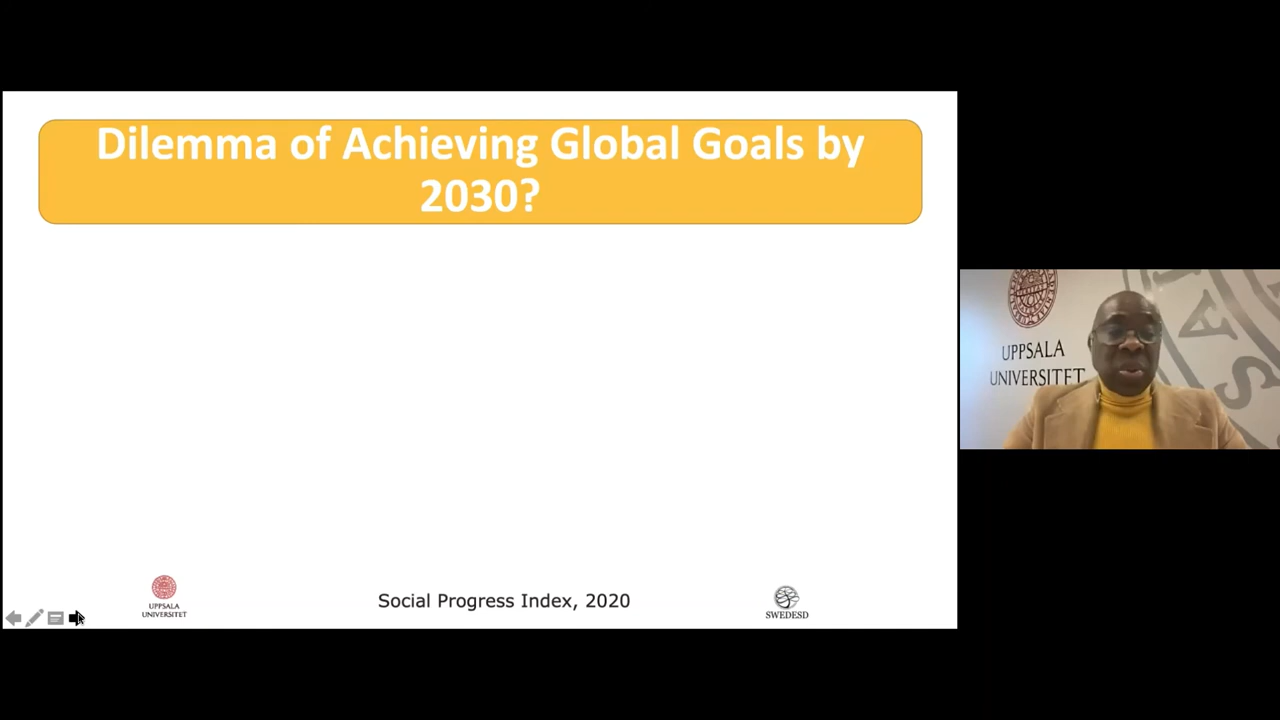 Dilemma of Achieving Global Goals by
2030?
UPPSALA
UNIVERSITET
UPPSALA
UNIVERSITET
Social Progress Index, 2020
SWEDESD